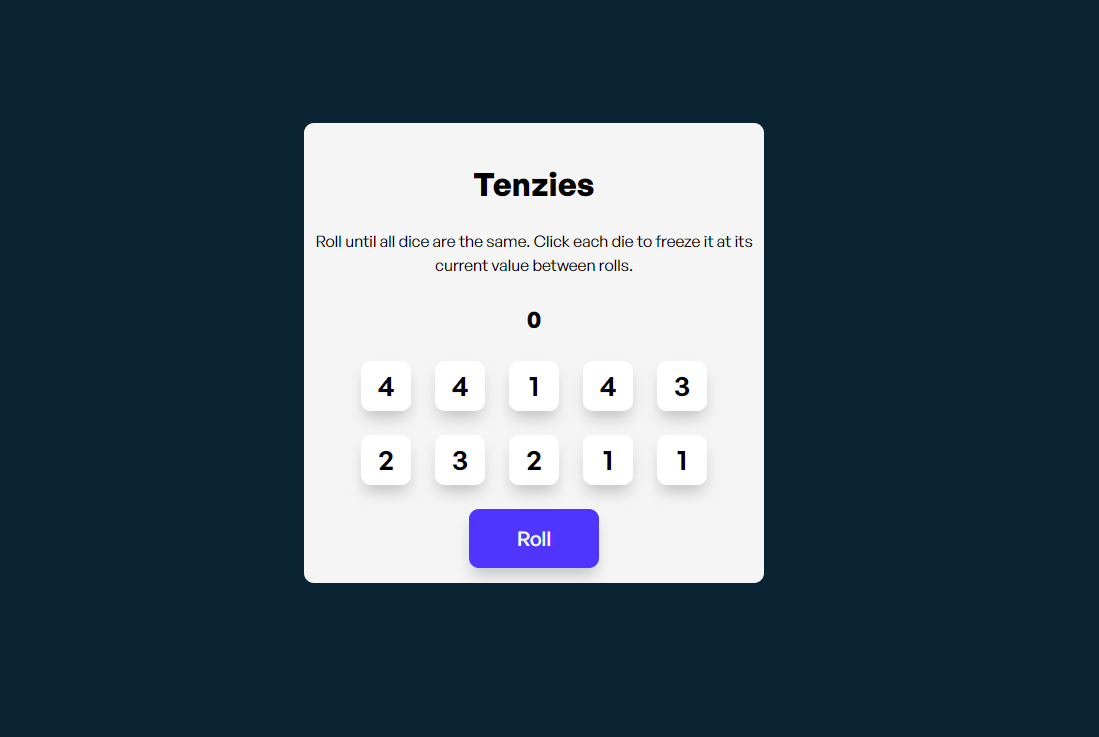 Tenzies
Roll until all dice are the same. Click each die to freeze it at its
current value between rolls.
0
4 4 1 4 3
2 3 2 1 1
Roll